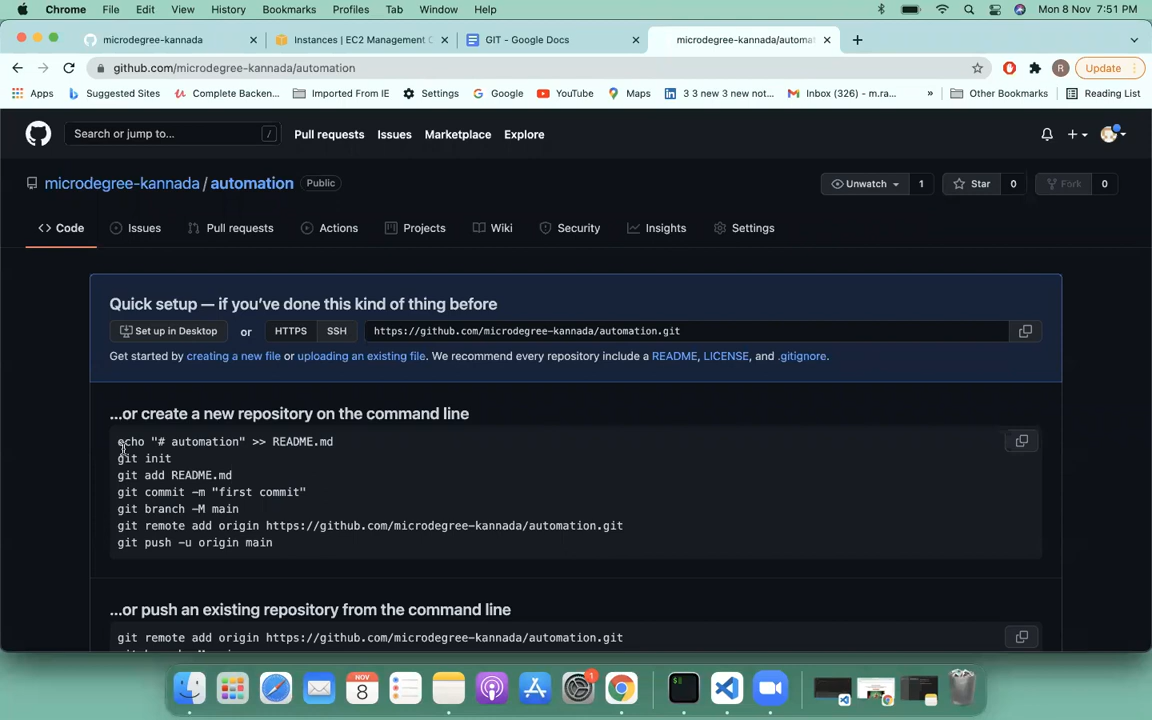 Chrome File Edit View History Bookmarks Profiles Tab Window Help Mon 8 Nov 7:51 PM
microdegree-kannada Instances | EC2 Management C GIT - Google Docs microdegree-kannada/automat
github.com/microdegree-kannada/automation R Update
Apps Suggested Sites Complete Backen... Imported From IE Settings Google YouTube Maps 3 3 new 3 new not... Inbox (326) - m.ra... » Other Bookmarks Reading List
Search or jump to... / Pull requests Issues Marketplace Explore
microdegree-kannada / automation Public Unwatch 1 Star 0 Fork 0
<> Code Issues Pull requests Actions Projects Wiki Security Insights Settings
Quick setup — if you've done this kind of thing before
Set up in Desktop or HTTPS SSH https://github.com/microdegree-kannada/automation.git
Get started by creating a new file or uploading an existing file. We recommend every repository include a README, LICENSE, and .gitignore.
...or create a new repository on the command line
echo "# automation" >> README.md
git init
git add README.md
git commit -m "first commit"
git branch -M main
git remote add origin https://github.com/microdegree-kannada/automation.git
git push -u origin main
...or push an existing repository from the command line
git remote add origin https://github.com/microdegree-kannada/automation.git
NOV
8
1